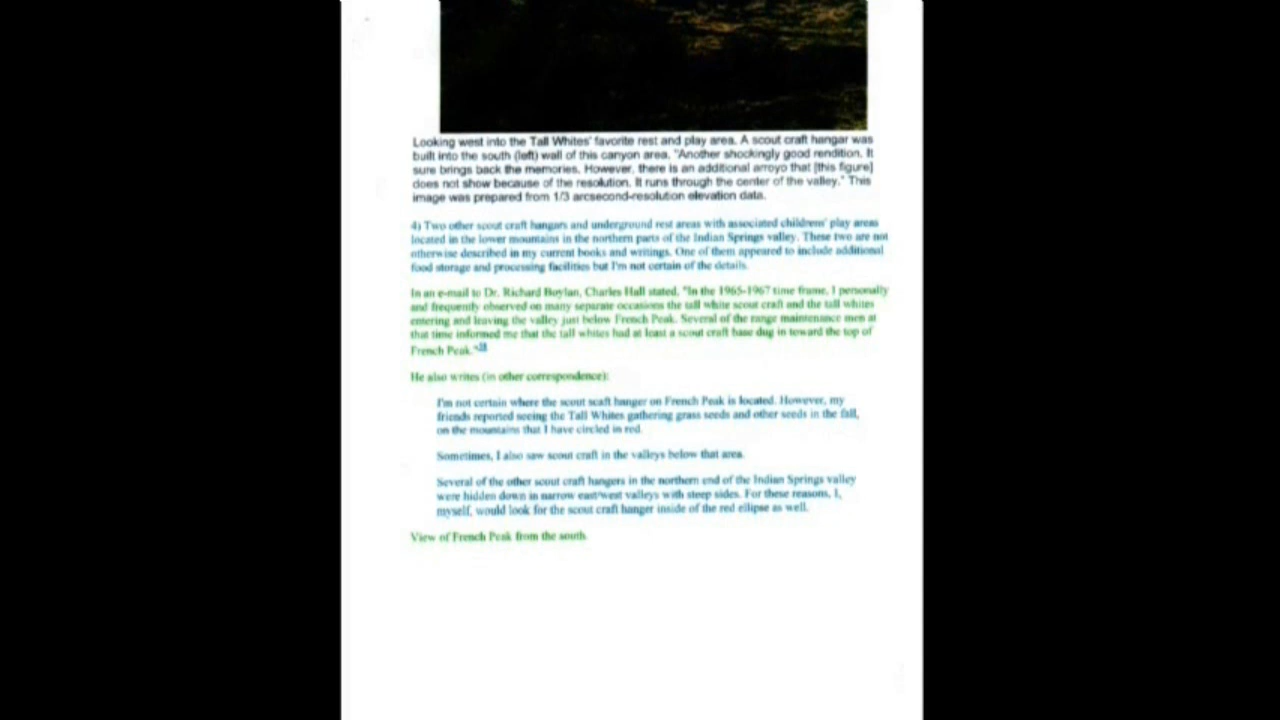 Looking west into the Tall Whites' favorite rest and play area. A scout craft hangar was
built into the south (left) wall of this canyon area. "Another shockingly good rendition. It
sure brings back the memories. However, there is an additional arroyo that [this figure]
does not show because of the resolution. It runs through the center of the valley." This
image was prepared from 1/3 arcsecond-resolution elevation data.
4) Two other scout craft hangars and underground rest areas with associated childrens' play areas
located in the lower mountains in the northern parts of the Indian Springs valley. These two are not
otherwise described in my current books and writings. One of them appeared to include additional
food storage and processing facilities but I'm not certain of the details.
In an e-mail to Dr. Richard Boylan, Charles Hall stated, "In the 1965-1967 time frame, I personally
and frequently observed on many separate occasions the tall white scout craft and the tall whites
entering and leaving the valley just below French Peak. Several of the range maintenance men at
that time informed me that the tall whites had at least a scout craft base dug in toward the top of
French Peak."
He also writes (in other correspondence):
I'm not certain where the scout scaft hanger on French Peak is located. However, my
friends reported seeing the Tall Whites gathering grass seeds and other seeds in the fall,
on the mountains that I have circled in red.
Sometimes, I also saw scout craft in the valleys below that area.
Several of the other scout craft hangers in the northern end of the Indian Springs valley
were hidden down in narrow east/west valleys with steep sides. For these reasons, I,
myself, would look for the scout craft hanger inside of the red ellipse as well.
View of French Peak from the south.